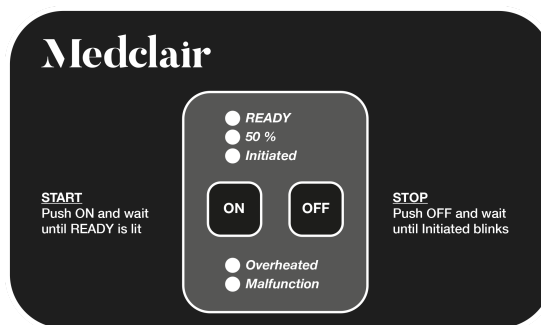 Medclair
READY
50 %
Initiated
START
Push ON and wait
until READY is lit
ON
OFF
STOP
Push OFF and wait
until Initiated blinks
Overheated
Malfunction